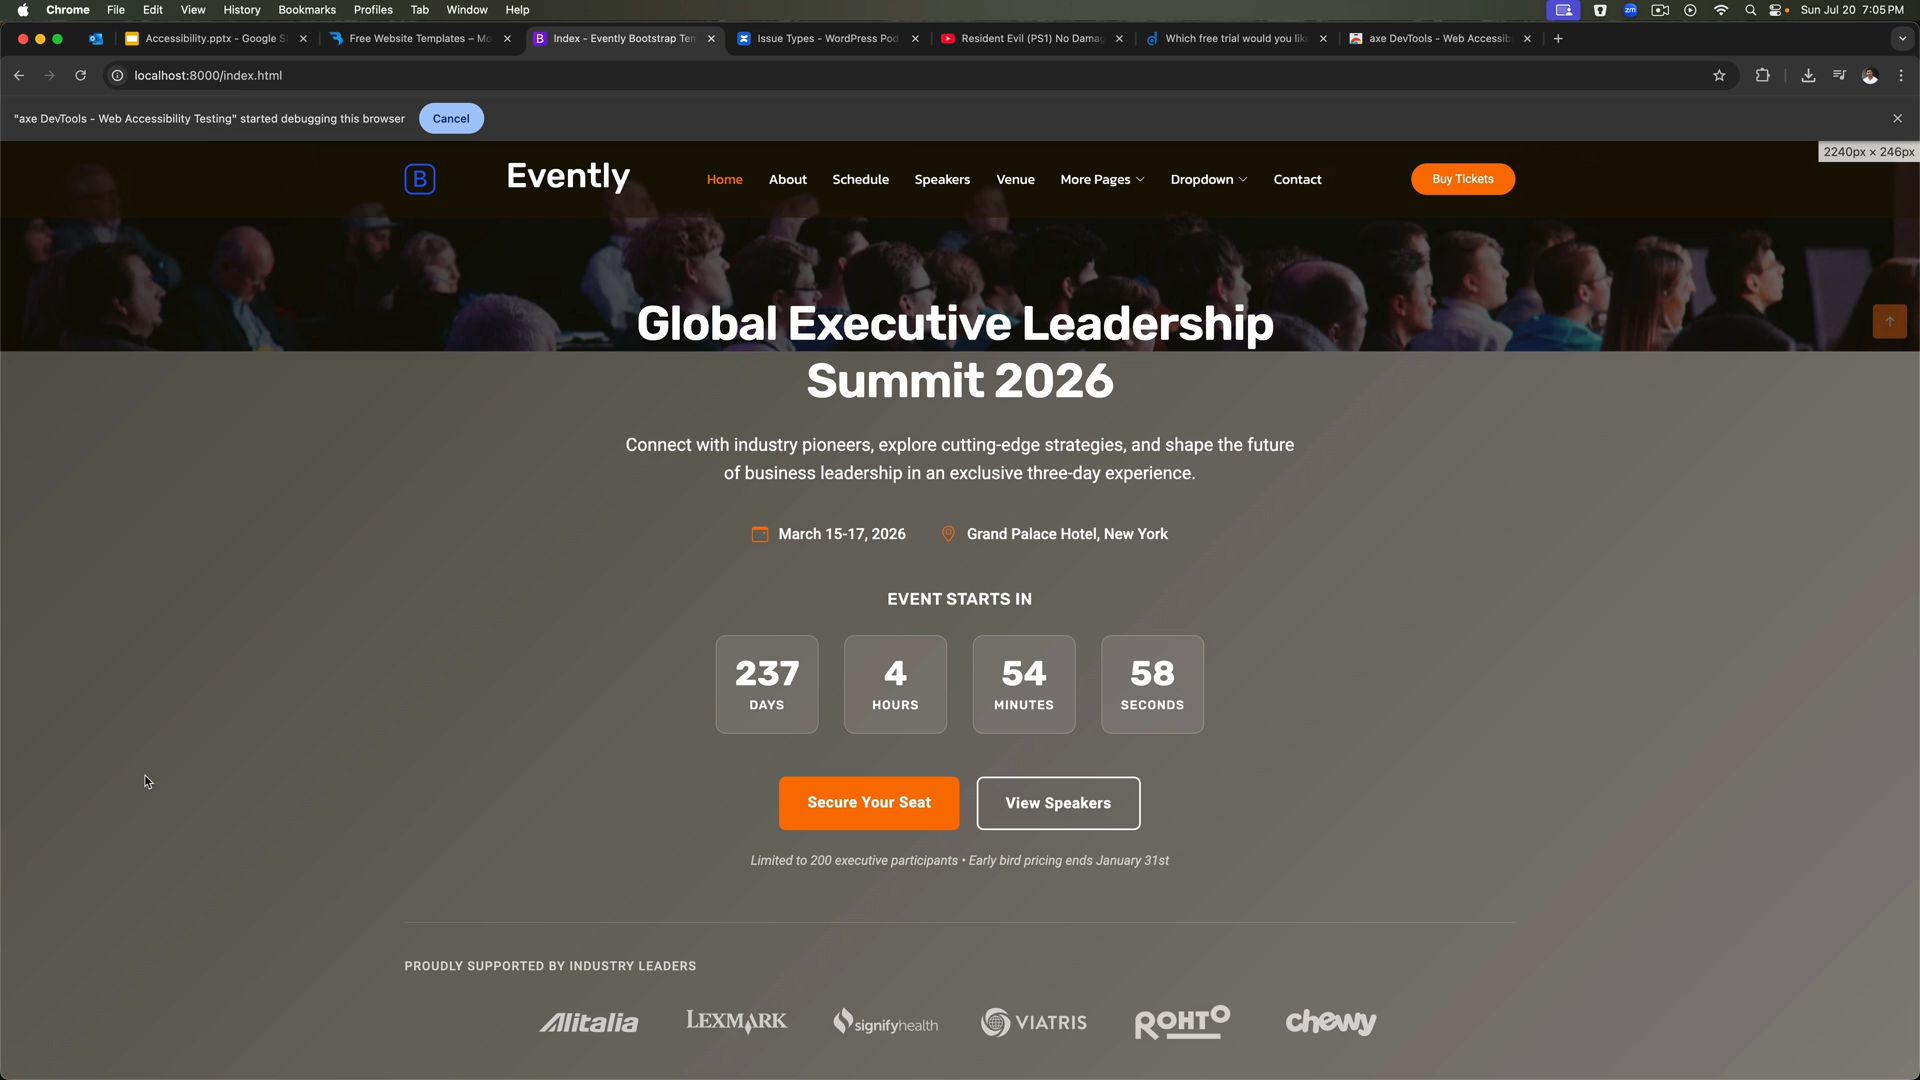 Chrome File Edit View History Bookmarks Profiles Tab Window Help zm Sun Jul 20 7:05 PM
Accessibility.pptx - Google S Free Website Templates – Mo Index - Evently Bootstrap Tem Issue Types - WordPress Pod Resident Evil (PS1) No Damag Which free trial would you lik axe DevTools - Web Accessib
localhost:8000/index.html
"axe DevTools - Web Accessibility Testing" started debugging this browser Cancel
2240px × 246px
B Evently Home About Schedule Speakers Venue More Pages Dropdown Contact Buy Tickets
Global Executive Leadership
Summit 2026
Connect with industry pioneers, explore cutting-edge strategies, and shape the future
of business leadership in an exclusive three-day experience.
March 15-17, 2026 Grand Palace Hotel, New York
EVENT STARTS IN
237 4 54 58
DAYS HOURS MINUTES SECONDS
Secure Your Seat View Speakers
Limited to 200 executive participants • Early bird pricing ends January 31st
PROUDLY SUPPORTED BY INDUSTRY LEADERS
Alitalia LEXMARK signifyhealth VIATRIS ROHTO chewy